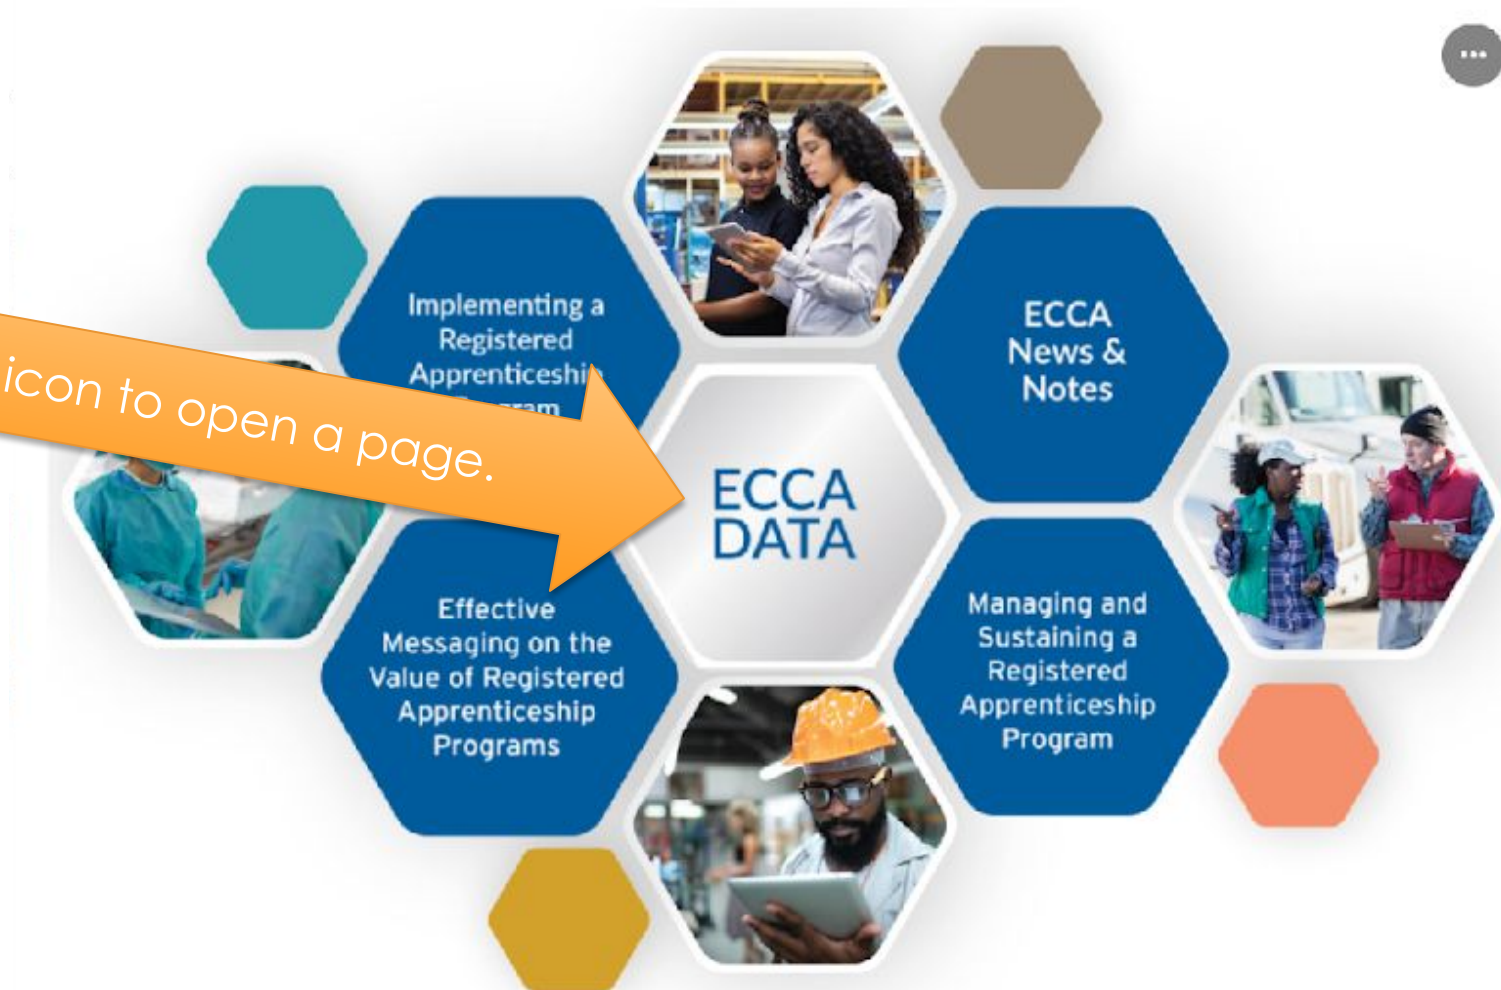 Implementing a
Registered
Apprenticeship
icon to open a page.
ECCA
News &
Notes
ECCA
DATA
Effective
Messaging on the
Value of Registered
Apprenticeship
Programs
Managing and
Sustaining a
Registered
Apprenticeship
Program